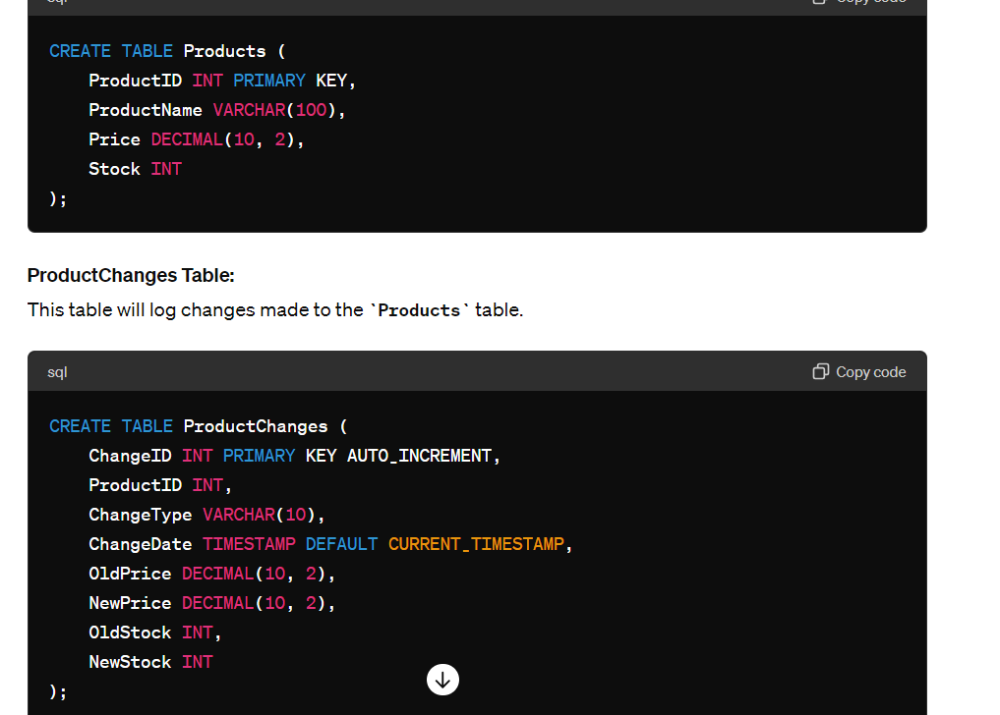 sql Copy code
CREATE TABLE Products (
ProductID INT PRIMARY KEY,
ProductName VARCHAR(100),
Price DECIMAL(10, 2),
Stock INT
);
ProductChanges Table:
This table will log changes made to the `Products` table.
sql Copy code
CREATE TABLE ProductChanges (
ChangeID INT PRIMARY KEY AUTO_INCREMENT,
ProductID INT,
ChangeType VARCHAR(10),
ChangeDate TIMESTAMP DEFAULT CURRENT_TIMESTAMP,
OldPrice DECIMAL(10, 2),
NewPrice DECIMAL(10, 2),
OldStock INT,
NewStock INT
);